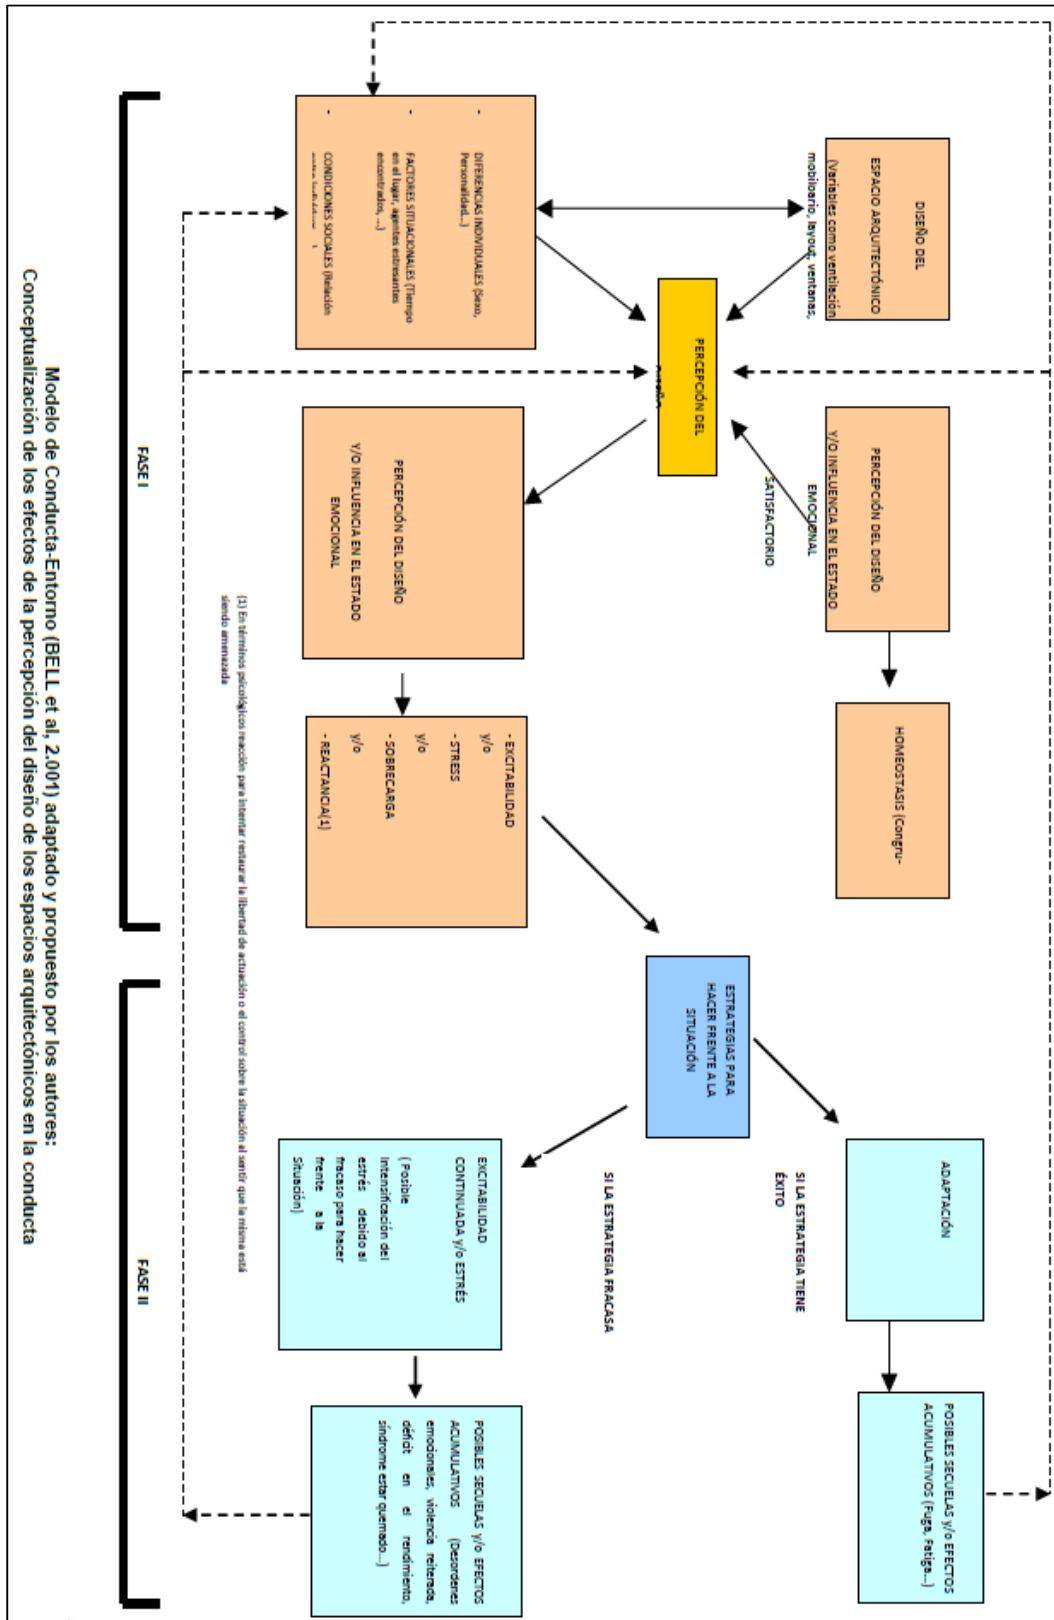 DISEÑO DEL
ESPACIO ARQUITECTÓNICO
(Variables como ventilación
mobiloario, layout, ventanas,
- DIFERENCIAS INDIVIDUALES (Sexo,
Personalidad...)
- FACTORES SITUACIONALES (Tiempo
en el lugar, agentes estresantes
encontrados, ...)
- CONDICIONES SOCIALES (Relación
PERCEPCIÓN DEL
PERCEPCIÓN DEL DISEÑO
Y/O INFLUENCIA EN EL ESTADO
EMOCIONAL
SATISFACTORIO
HOMEOSTASIS (Congru-
PERCEPCIÓN DEL DISEÑO
Y/O INFLUENCIA EN EL ESTADO
EMOCIONAL
- EXCITABILIDAD
y/o
- STRESS
y/o
- SOBRECARGA
y/o
- REACTANCIA(1)
ESTRATEGIAS PARA
HACER FRENTE A LA
SITUACIÓN
ADAPTACIÓN
SI LA ESTRATEGIA TIENE
ÉXITO
POSIBLES SECUELAS y/o EFECTOS
ACUMULATIVOS (Fuga, Fatiga...)
SI LA ESTRATEGIA FRACASA
EXCITABILIDAD
CONTINUADA y/o ESTRÉS
( Posible
Intensificación del
estrés debido al
fracaso para hacer
frente a la
Situación)
POSIBLES SECUELAS y/o EFECTOS
ACUMULATIVOS (Desordenes
emocionales, violencia reiterada,
déficit en el rendimiento,
síndrome estar quemado...)
(1) En términos psicológicos reacción para intentar restaurar la libertad de actuación o el control sobre la situación al sentir que la misma está
siendo amenazada
FASE I
FASE II
Modelo de Conducta-Entorno (BELL et al, 2.001) adaptado y propuesto por los autores:
Conceptualización de los efectos de la percepción del diseño de los espacios arquitectónicos en la conducta